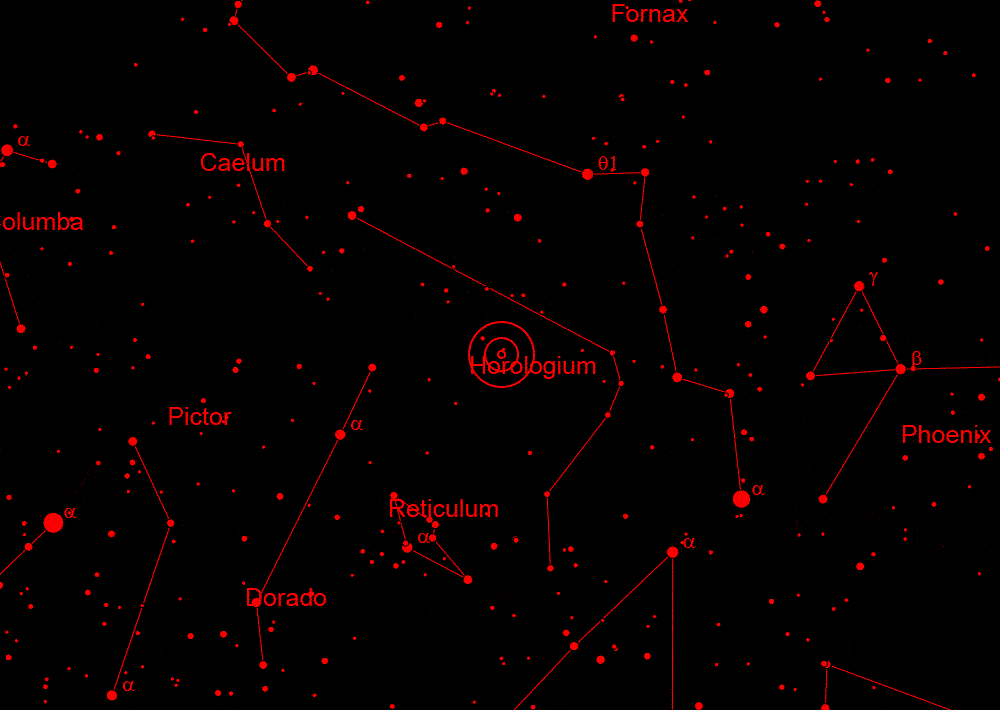 Fornax
α
Caelum
θ1
olumba
γ
Horologium
β
Pictor
α
Phoenix
α
Reticulum
α
α
α
Dorado
α